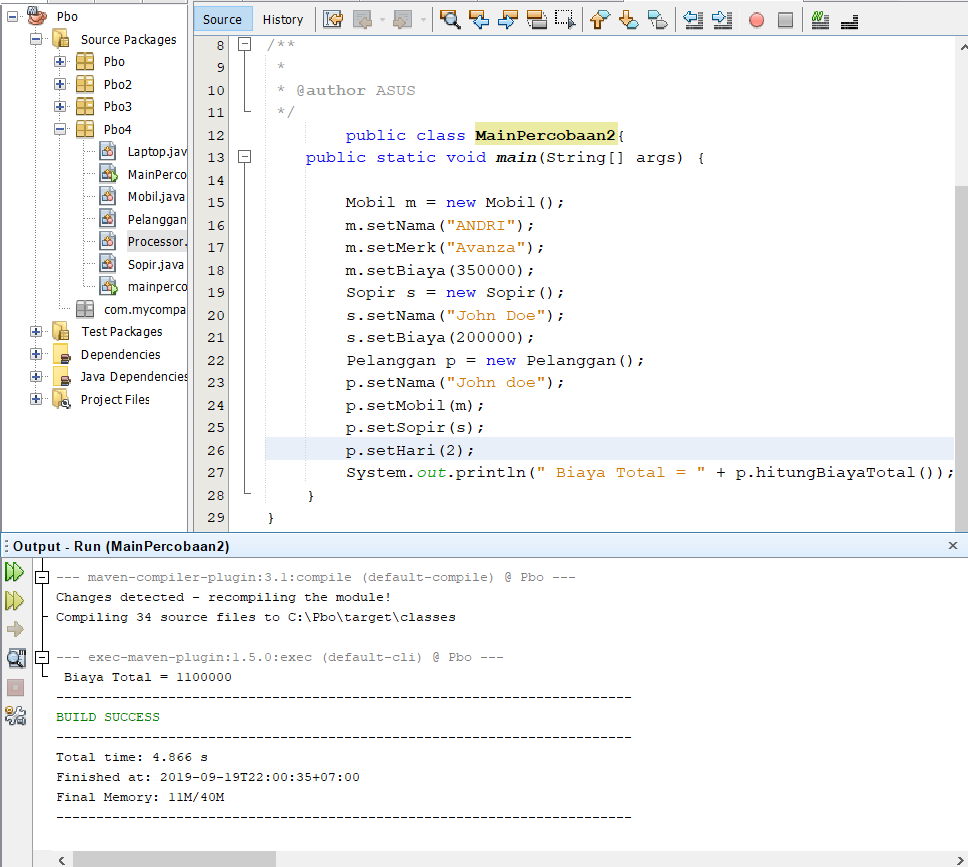 Pbo
Source Packages
Pbo
Pbo2
Pbo3
Pbo4
Laptop.jav
MainPerco
Mobil.java
Pelanggan
Processor.
Sopir.java
mainperco
com.mycompa
Test Packages
Dependencies
Java Dependencies
Project Files
Source History
8 /**
9 *
10 * @author ASUS
11 */
12 public class MainPercobaan2{
13 public static void main(String[] args) {
14
15 Mobil m = new Mobil();
16 m.setNama("ANDRI");
17 m.setMerk("Avanza");
18 m.setBiaya(350000);
19 Sopir s = new Sopir();
20 s.setNama("John Doe");
21 s.setBiaya(200000);
22 Pelanggan p = new Pelanggan();
23 p.setNama("John doe");
24 p.setMobil(m);
25 p.setSopir(s);
26 p.setHari(2);
27 System.out.println(" Biaya Total = " + p.hitungBiayaTotal());
28 }
29 }
Output - Run (MainPercobaan2)
--- maven-compiler-plugin:3.1:compile (default-compile) @ Pbo ---
Changes detected - recompiling the module!
Compiling 34 source files to C:\Pbo\target\classes
--- exec-maven-plugin:1.5.0:exec (default-cli) @ Pbo ---
Biaya Total = 1100000
------------------------------------------------------------------------
BUILD SUCCESS
------------------------------------------------------------------------
Total time: 4.866 s
Finished at: 2019-09-19T22:00:35+07:00
Final Memory: 11M/40M
------------------------------------------------------------------------